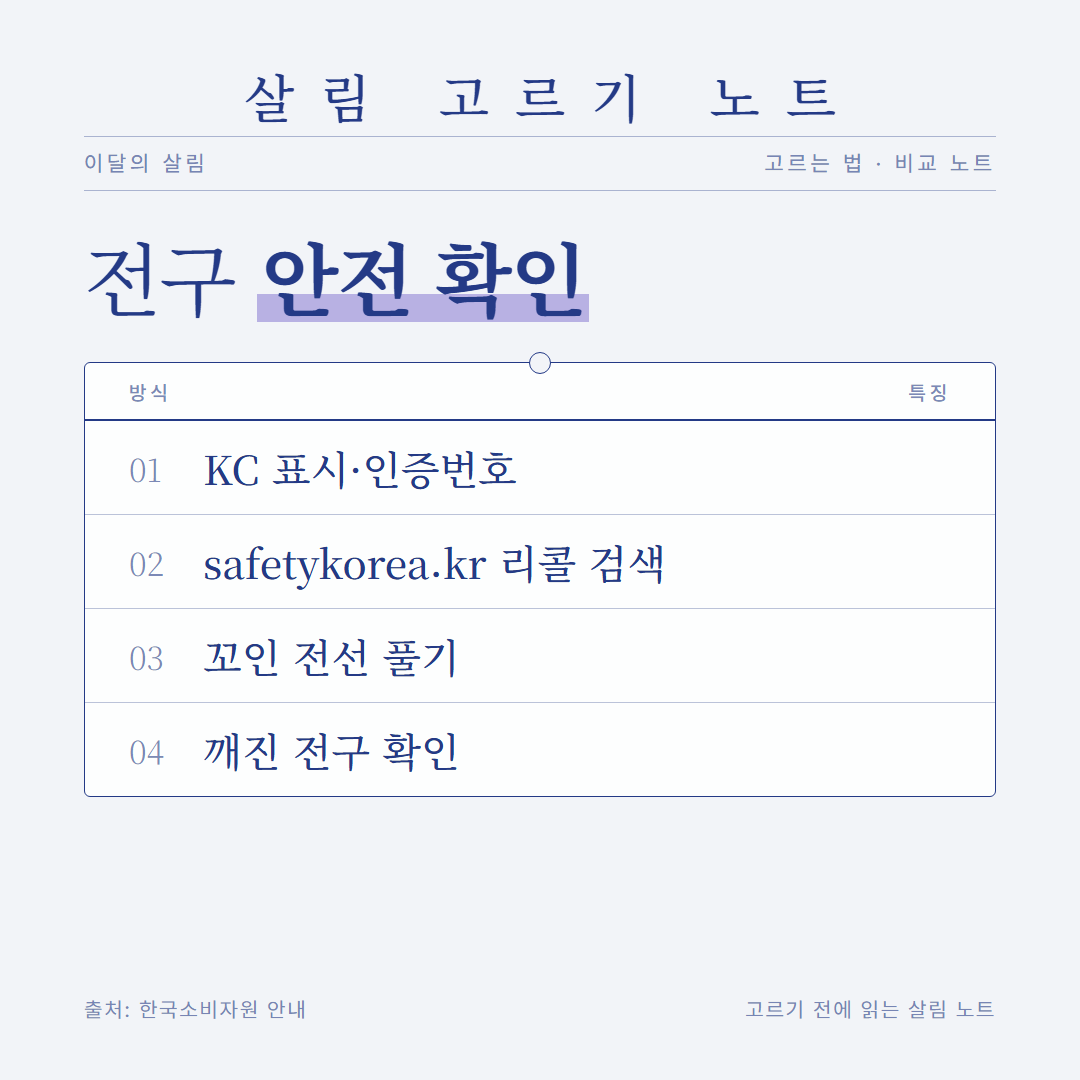 살림 고르기 노트
이달의 살림
고르는 법 · 비교 노트
전구 안전 확인
방식
특징
01 KC 표시·인증번호
02 safetykorea.kr 리콜 검색
03 꼬인 전선 풀기
04 깨진 전구 확인
출처: 한국소비자원 안내
고르기 전에 읽는 살림 노트